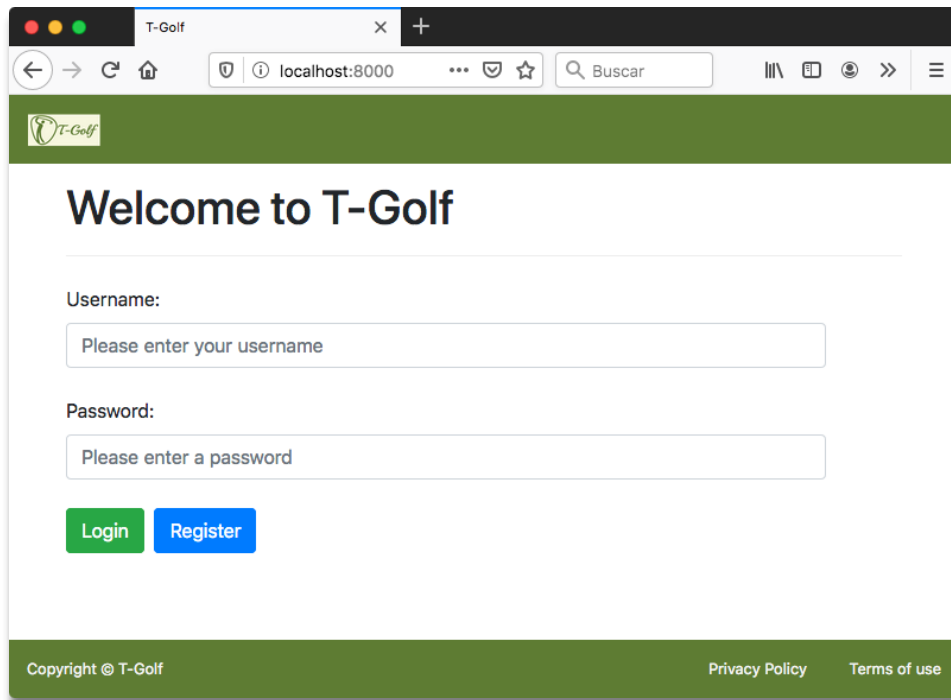 T-Golf
localhost:8000
Buscar
T-Golf
Welcome to T-Golf
Username:
Please enter your username
Password:
Please enter a password
Login Register
Copyright © T-Golf Privacy Policy Terms of use